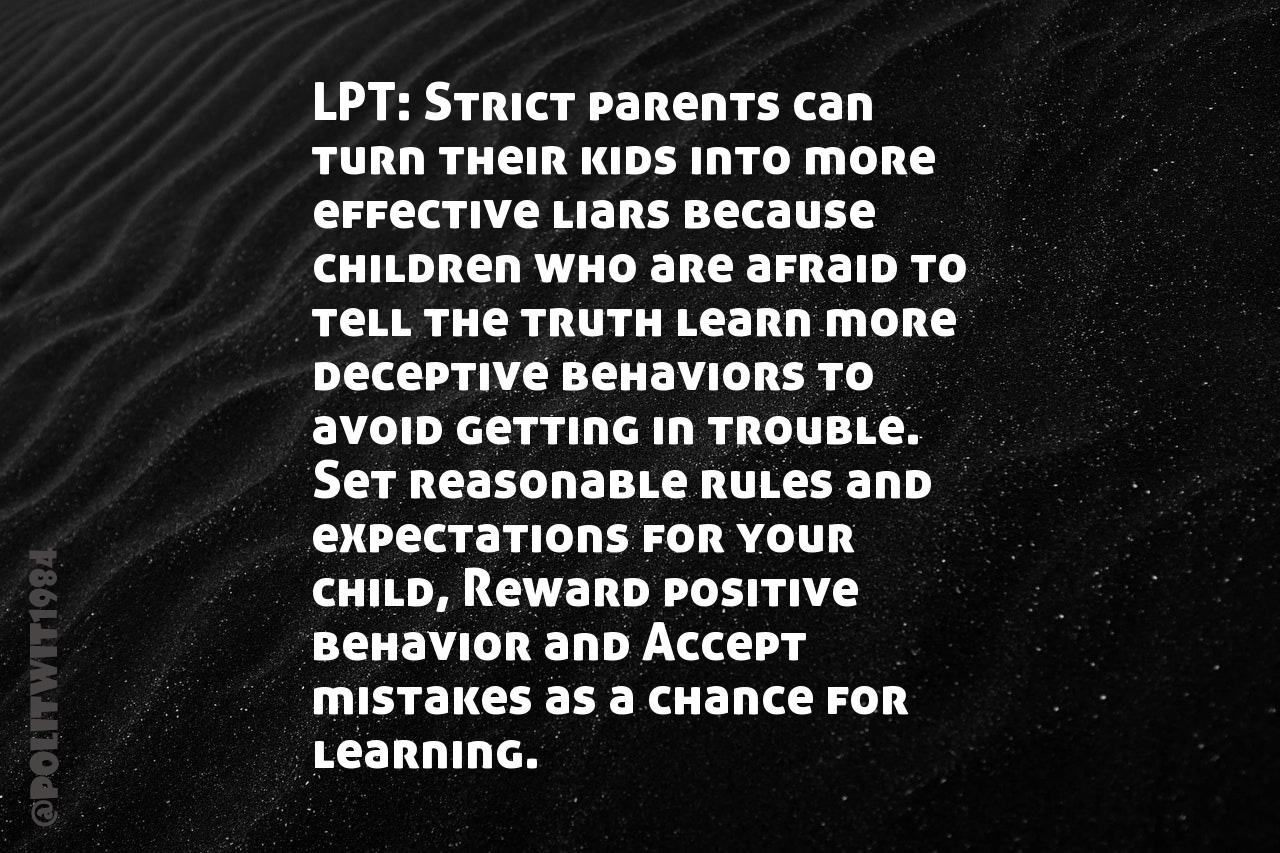 LPT: Strict parents can
turn their kids into more
effective liars because
children who are afraid to
tell the truth learn more
deceptive behaviors to
avoid getting in trouble.
Set reasonable rules and
expectations for your
child, Reward positive
behavior and Accept
mistakes as a chance for
learning.
@POLITWIT1984